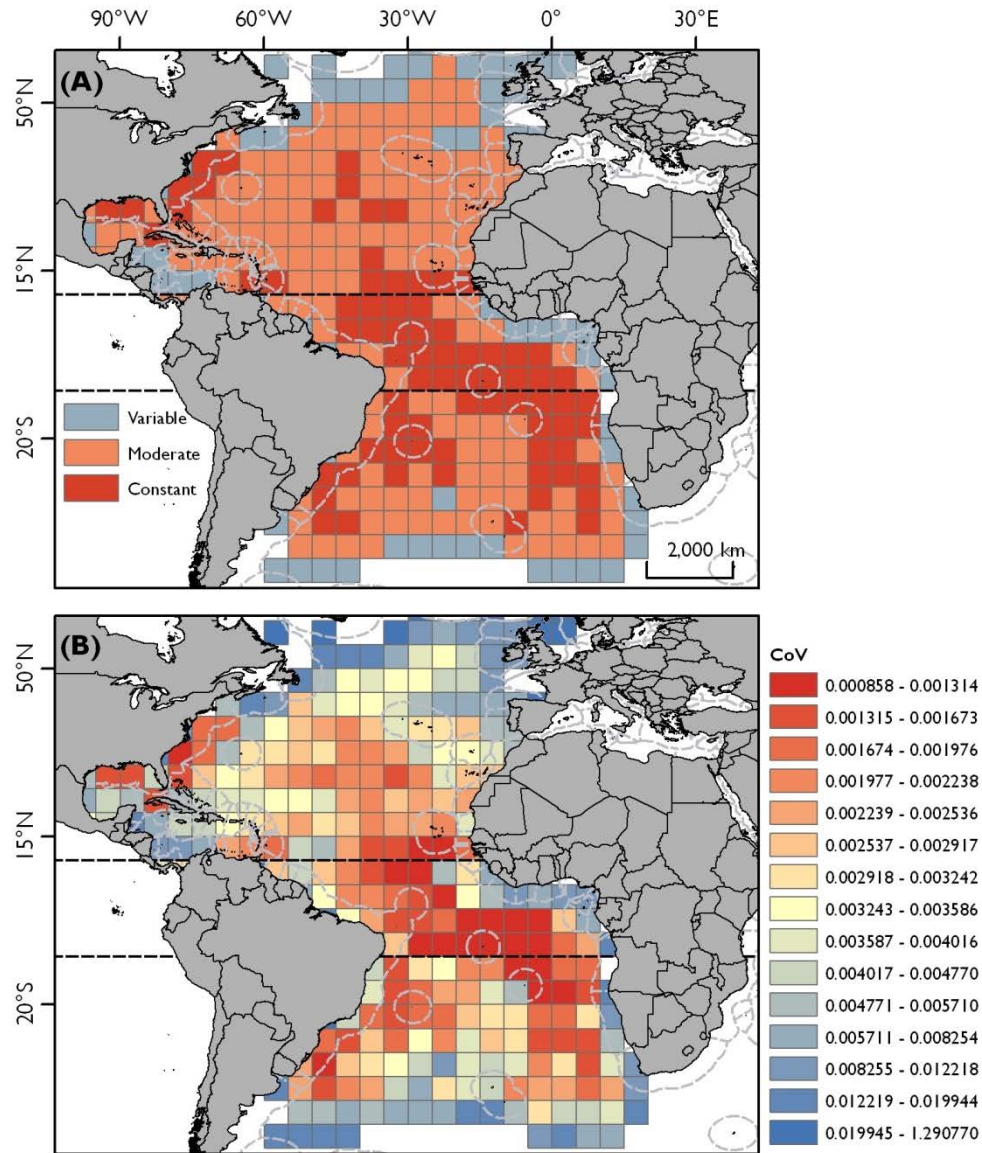 90°W 60°W 30°W 0° 30°E
(A)
50°N
15°N
20°S
Variable
Moderate
Constant
2,000 km
(B)
50°N
15°N
20°S
CoV
0.000858 - 0.001314
0.001315 - 0.001673
0.001674 - 0.001976
0.001977 - 0.002238
0.002239 - 0.002536
0.002537 - 0.002917
0.002918 - 0.003242
0.003243 - 0.003586
0.003587 - 0.004016
0.004017 - 0.004770
0.004771 - 0.005710
0.005711 - 0.008254
0.008255 - 0.012218
0.012219 - 0.019944
0.019945 - 1.290770